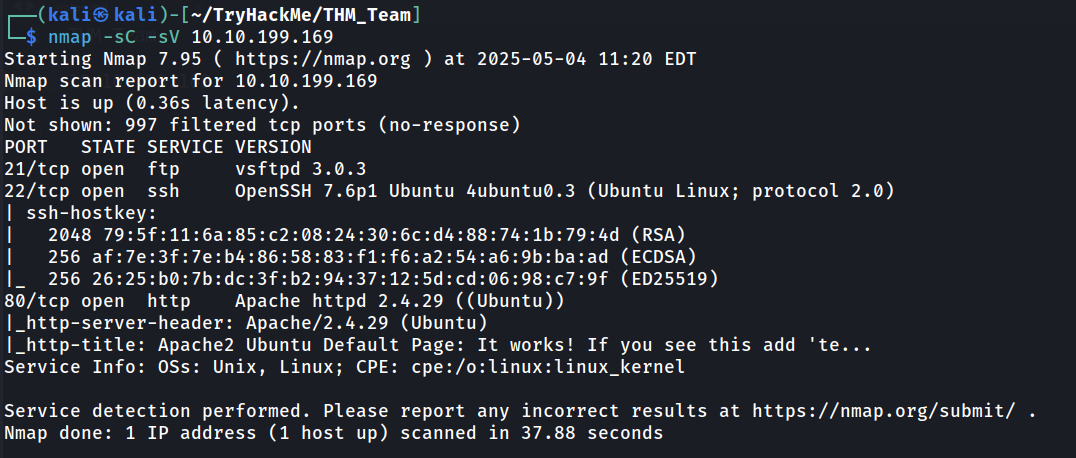 ┌──(kali㉿kali)-[~/TryHackMe/THM_Team]
└─$ nmap -sC -sV 10.10.199.169
Starting Nmap 7.95 ( https://nmap.org ) at 2025-05-04 11:20 EDT
Nmap scan report for 10.10.199.169
Host is up (0.36s latency).
Not shown: 997 filtered tcp ports (no-response)
PORT   STATE SERVICE VERSION
21/tcp open  ftp     vsftpd 3.0.3
22/tcp open  ssh     OpenSSH 7.6p1 Ubuntu 4ubuntu0.3 (Ubuntu Linux; protocol 2.0)
| ssh-hostkey:
|   2048 79:5f:11:6a:85:c2:08:24:30:6c:d4:88:74:1b:79:4d (RSA)
|   256 af:7e:3f:7e:b4:86:58:83:f1:f6:a2:54:a6:9b:ba:ad (ECDSA)
|_  256 26:25:b0:7b:dc:3f:b2:94:37:12:5d:cd:06:98:c7:9f (ED25519)
80/tcp open  http    Apache httpd 2.4.29 ((Ubuntu))
|_http-server-header: Apache/2.4.29 (Ubuntu)
|_http-title: Apache2 Ubuntu Default Page: It works! If you see this add 'te...
Service Info: OSs: Unix, Linux; CPE: cpe:/o:linux:linux_kernel

Service detection performed. Please report any incorrect results at https://nmap.org/submit/ .
Nmap done: 1 IP address (1 host up) scanned in 37.88 seconds